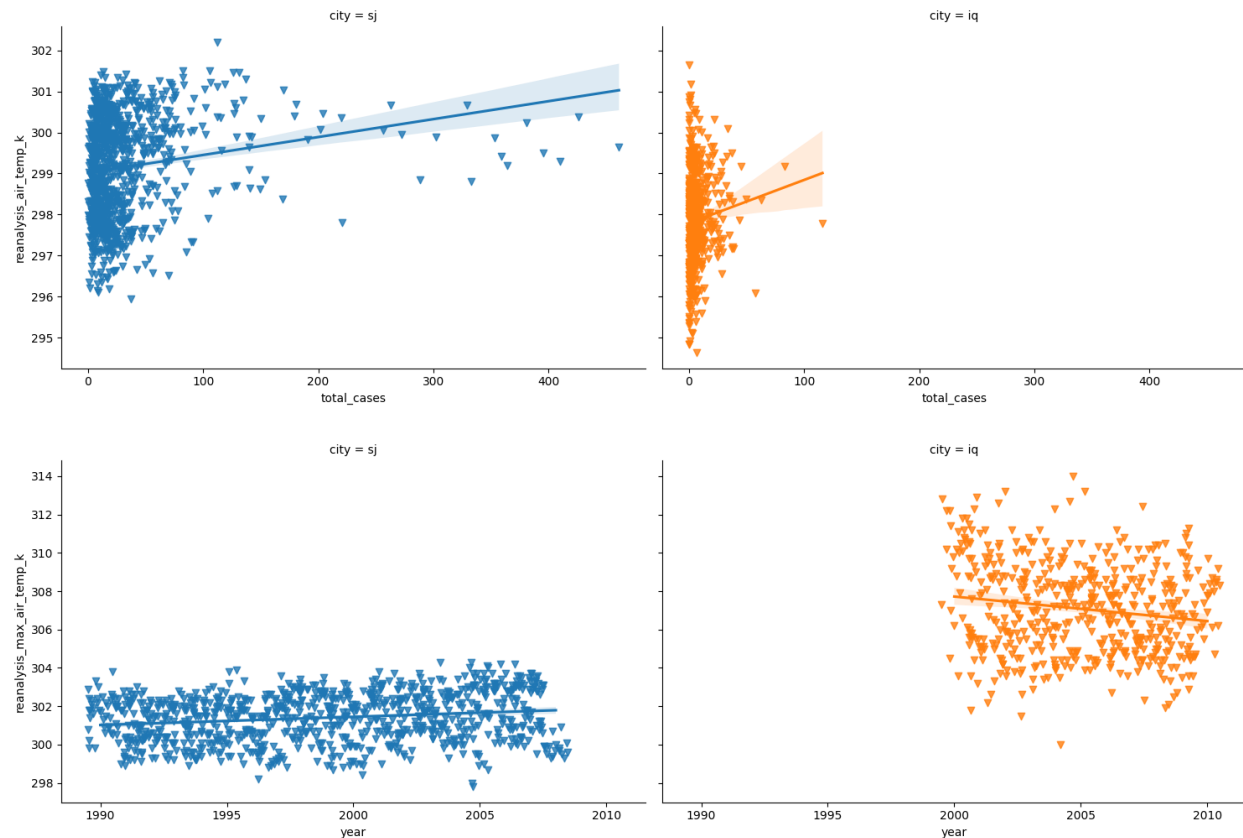 city = sj
city = iq
302
301
300
299
298
297
296
295
reanalysis_air_temp_k
0 100 200 300 400
0 100 200 300 400
total_cases
total_cases
city = sj
city = iq
314
312
310
308
306
304
302
300
298
reanalysis_max_air_temp_k
1990 1995 2000 2005 2010
1990 1995 2000 2005 2010
year
year